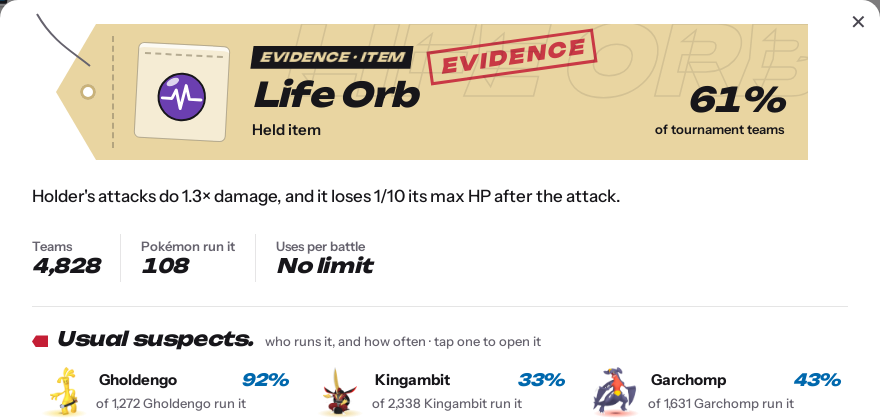 EVIDENCE · ITEM
EVIDENCE
LIFE ORB
Life Orb
Held item
61%
of tournament teams
Holder's attacks do 1.3× damage, and it loses 1/10 its max HP after the attack.
Teams
4,828
Pokémon run it
108
Uses per battle
No limit
Usual suspects. who runs it, and how often · tap one to open it
Gholdengo 92%
of 1,272 Gholdengo run it
Kingambit 33%
of 2,338 Kingambit run it
Garchomp 43%
of 1,631 Garchomp run it